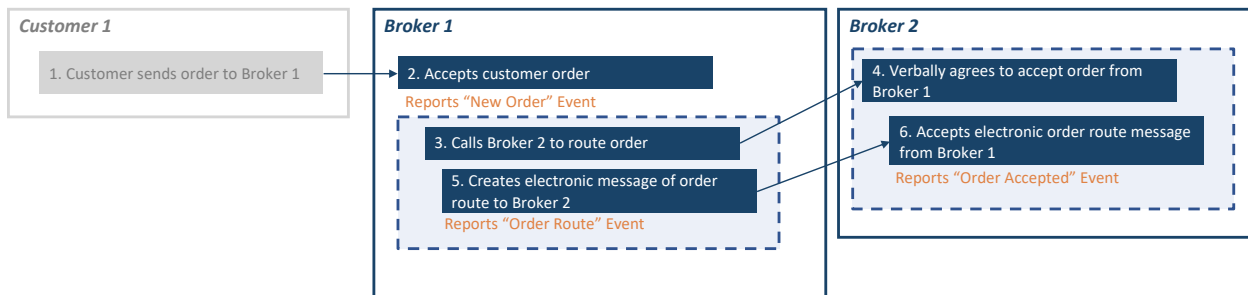 Customer 1
1. Customer sends order to Broker 1
Broker 1
2. Accepts customer order
Reports “New Order” Event
3. Calls Broker 2 to route order
5. Creates electronic message of order
route to Broker 2
Reports “Order Route” Event
Broker 2
4. Verbally agrees to accept order from
Broker 1
6. Accepts electronic order route message
from Broker 1
Reports “Order Accepted” Event